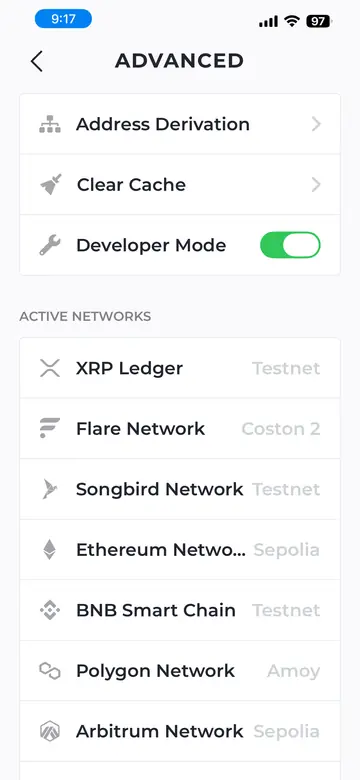 9:17
97
ADVANCED
Address Derivation
Clear Cache
Developer Mode
ACTIVE NETWORKS
XRP Ledger Testnet
Flare Network Coston 2
Songbird Network Testnet
Ethereum Netwo... Sepolia
BNB Smart Chain Testnet
Polygon Network Amoy
Arbitrum Network Sepolia